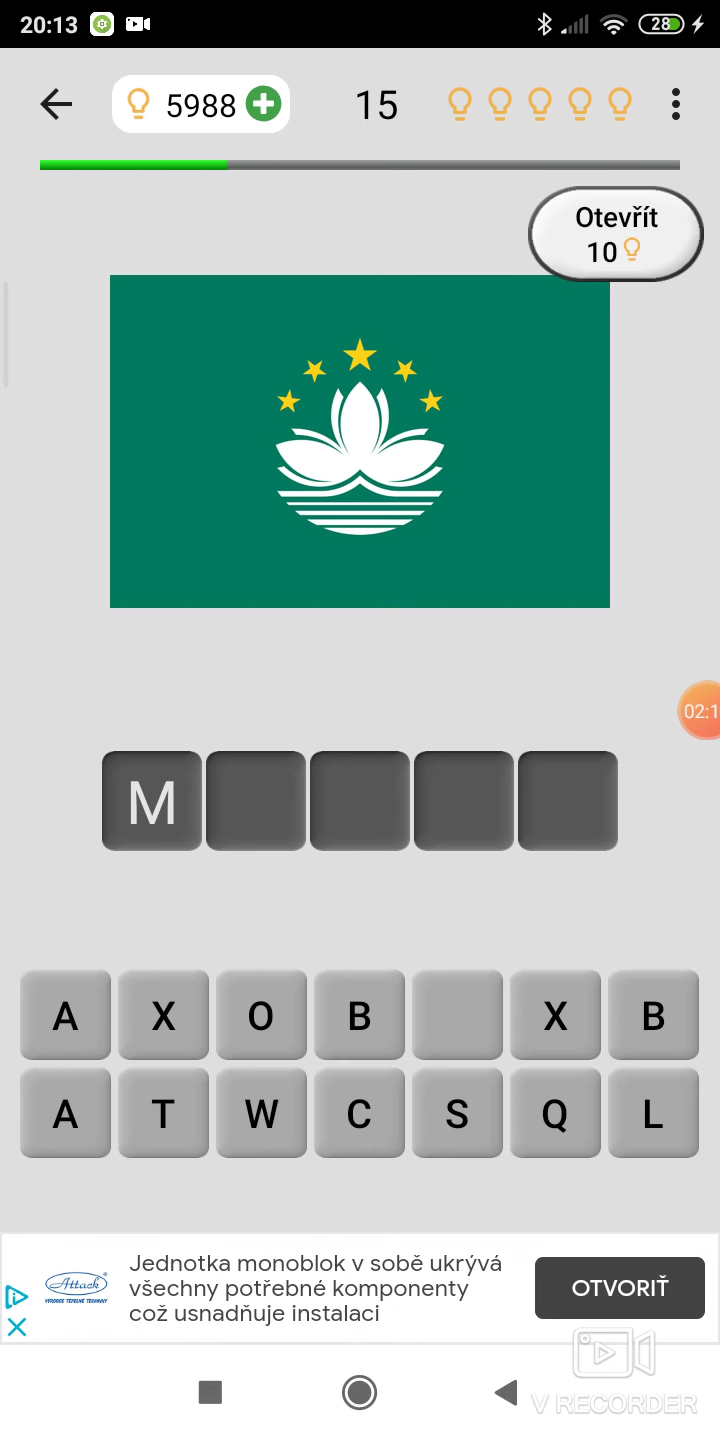 20:13
28
5988
15
Otevřít
10
02:1
M
A X O B X B
A T W C S Q L
Attack
Jednotka monoblok v sobě ukrývá
všechny potřebné komponenty
což usnadňuje instalaci
OTVORIŤ
V RECORDER